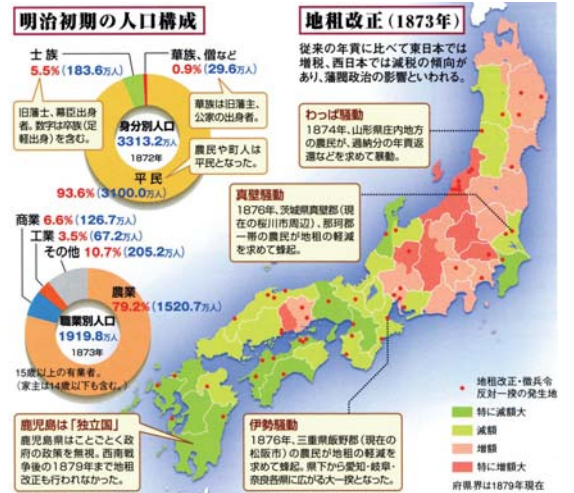 明治初期の人口構成
士族
5.5%(183.6万人)
華族、僧など
0.9%(29.6万人)
旧藩士、幕臣出身
者。数字は卒族(足
軽出身)を含む。
華族は旧藩主、
公家の出身者。
身分別人口
3313.2万人
1872年
農民や町人は
平民となった。
平民
93.6%(3100.0万人)
商業 6.6%(126.7万人)
工業 3.5%(67.2万人)
その他 10.7%(205.2万人)
農業
79.2%(1520.7万人)
職業別人口
1919.8万人
1873年
15歳以上の有業者。
(家主は14歳以下も含む。)
鹿児島は「独立国」
鹿児島県はことごとく政
府の政策を無視。西南戦
争後の1879年まで地租
改正も行われなかった。
地租改正(1873年)
従来の年貢に比べて東日本では
増税、西日本では減税の傾向
があり、藩閥政治の影響といわれる。
わっぱ騒動
1874年、山形県庄内地方
の農民が、過納分の年貢返
還などを求めて暴動。
真壁騒動
1876年、茨城県真壁郡(現
在の桜川市周辺)、那珂郡
一帯の農民が地租の軽減
を求めて蜂起。
伊勢騒動
1876年、三重県飯野郡(現在の
松阪市)の農民が地租の軽減を
求めて蜂起。県下から愛知・岐阜・
奈良各県に広がる大一揆となった。
地租改正・徴兵令
反対一揆の発生地
特に減額大
減額
増額
特に増額大
府県界は1879年現在